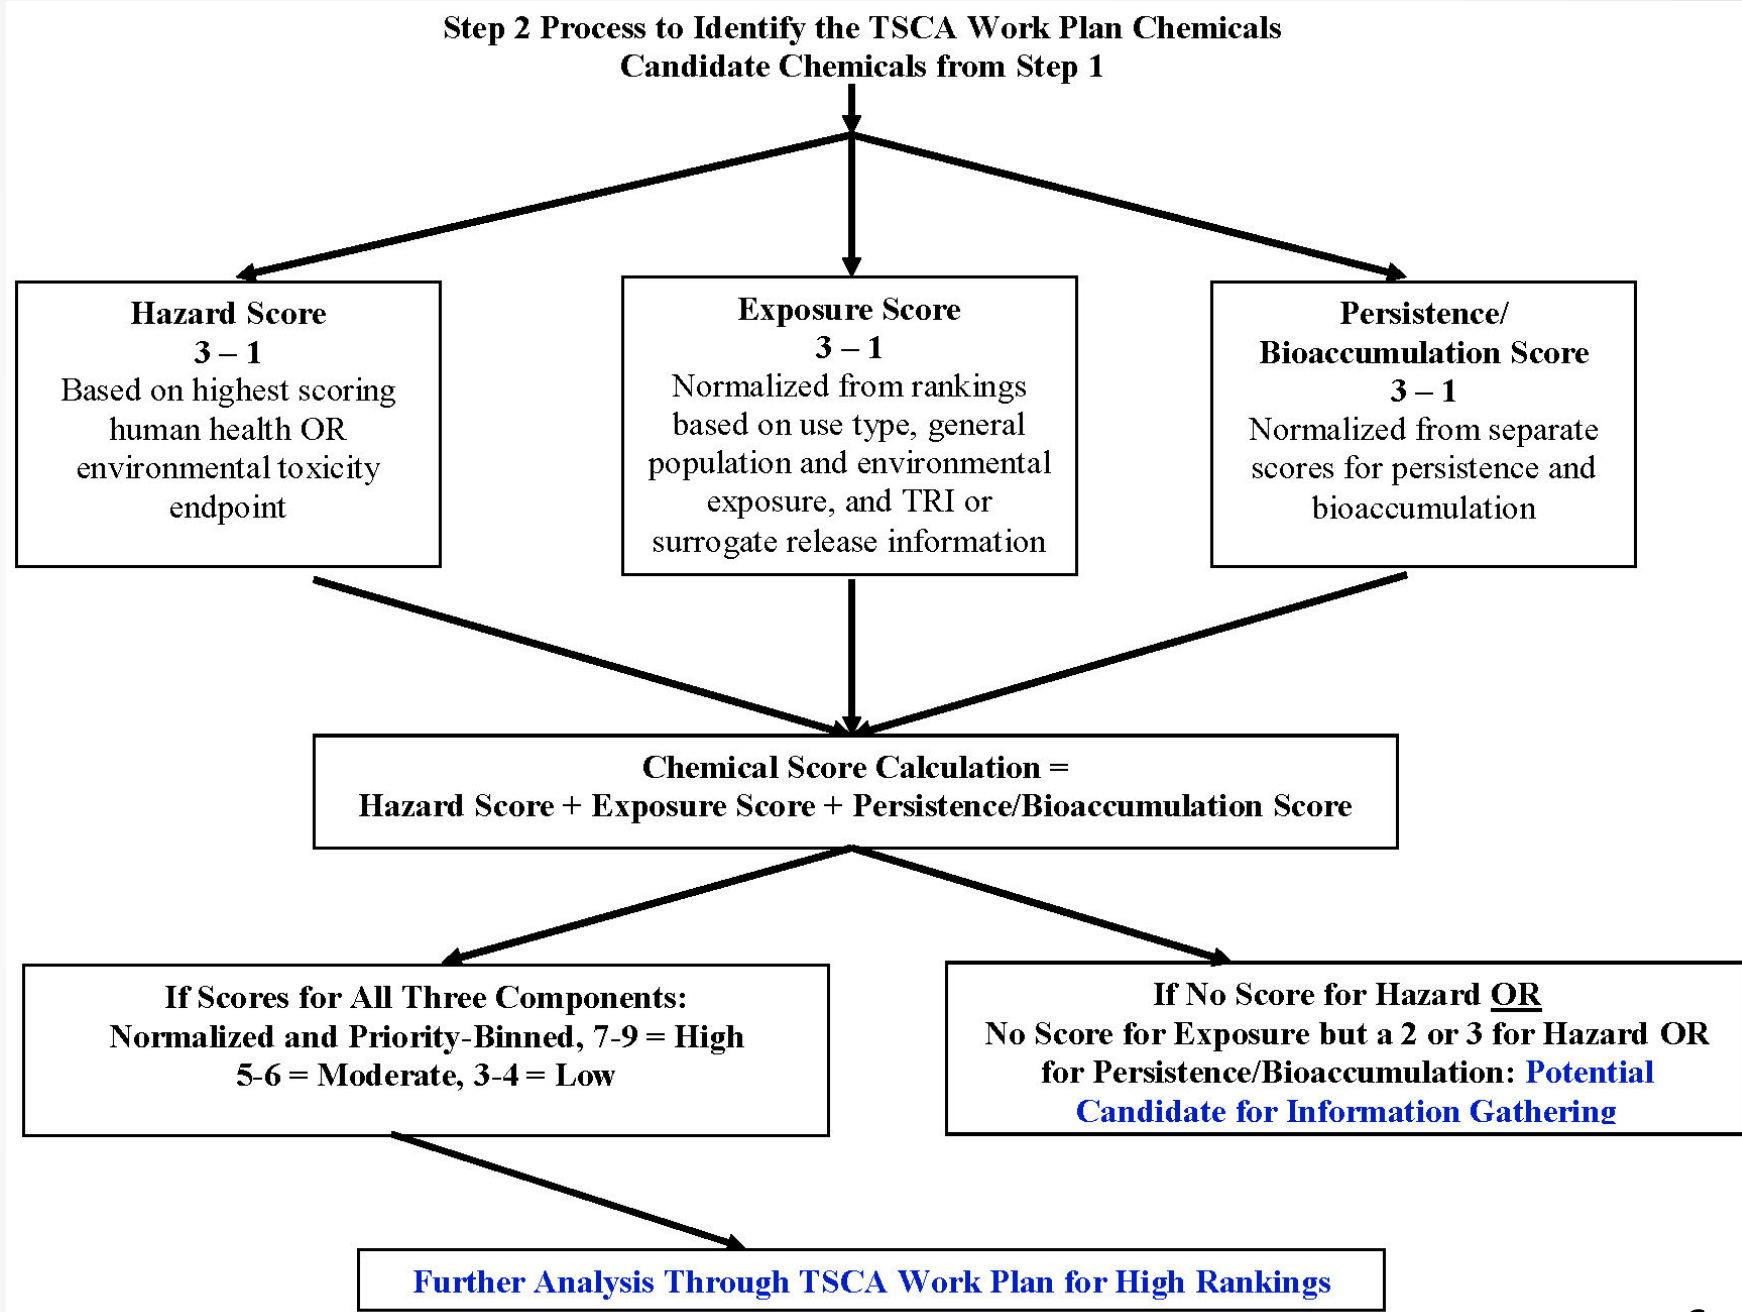 Step 2 Process to Identify the TSCA Work Plan Chemicals
Candidate Chemicals from Step 1
Hazard Score
3 – 1
Based on highest scoring
human health OR
environmental toxicity
endpoint
Exposure Score
3 – 1
Normalized from rankings
based on use type, general
population and environmental
exposure, and TRI or
surrogate release information
Persistence/
Bioaccumulation Score
3 – 1
Normalized from separate
scores for persistence and
bioaccumulation
Chemical Score Calculation =
Hazard Score + Exposure Score + Persistence/Bioaccumulation Score
If Scores for All Three Components:
Normalized and Priority-Binned, 7-9 = High
5-6 = Moderate, 3-4 = Low
If No Score for Hazard OR
No Score for Exposure but a 2 or 3 for Hazard OR
for Persistence/Bioaccumulation: Potential
Candidate for Information Gathering
Further Analysis Through TSCA Work Plan for High Rankings